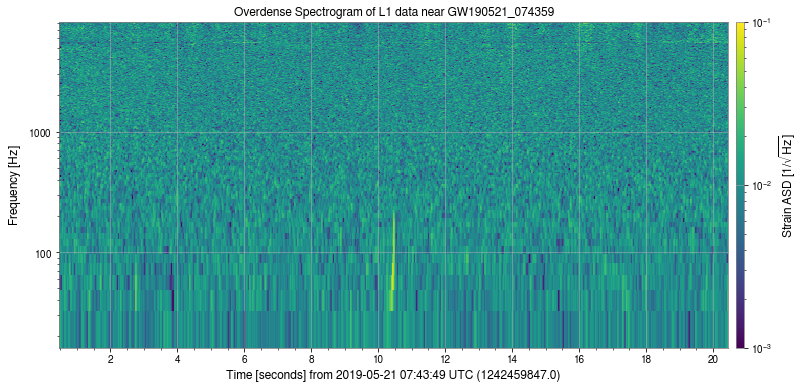 Overdense Spectrogram of L1 data near GW190521_074359
Frequency [Hz]
1000
100
2 4 6 8 10 12 14 16 18 20
Time [seconds] from 2019-05-21 07:43:49 UTC (1242459847.0)
10⁻¹
10⁻²
10⁻³
Strain ASD [1/√Hz]